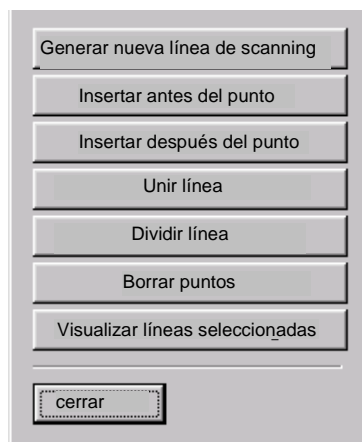 Generar nueva línea de scanning
Insertar antes del punto
Insertar después del punto
Unir línea
Dividir línea
Borrar puntos
Visualizar líneas seleccionadas
cerrar